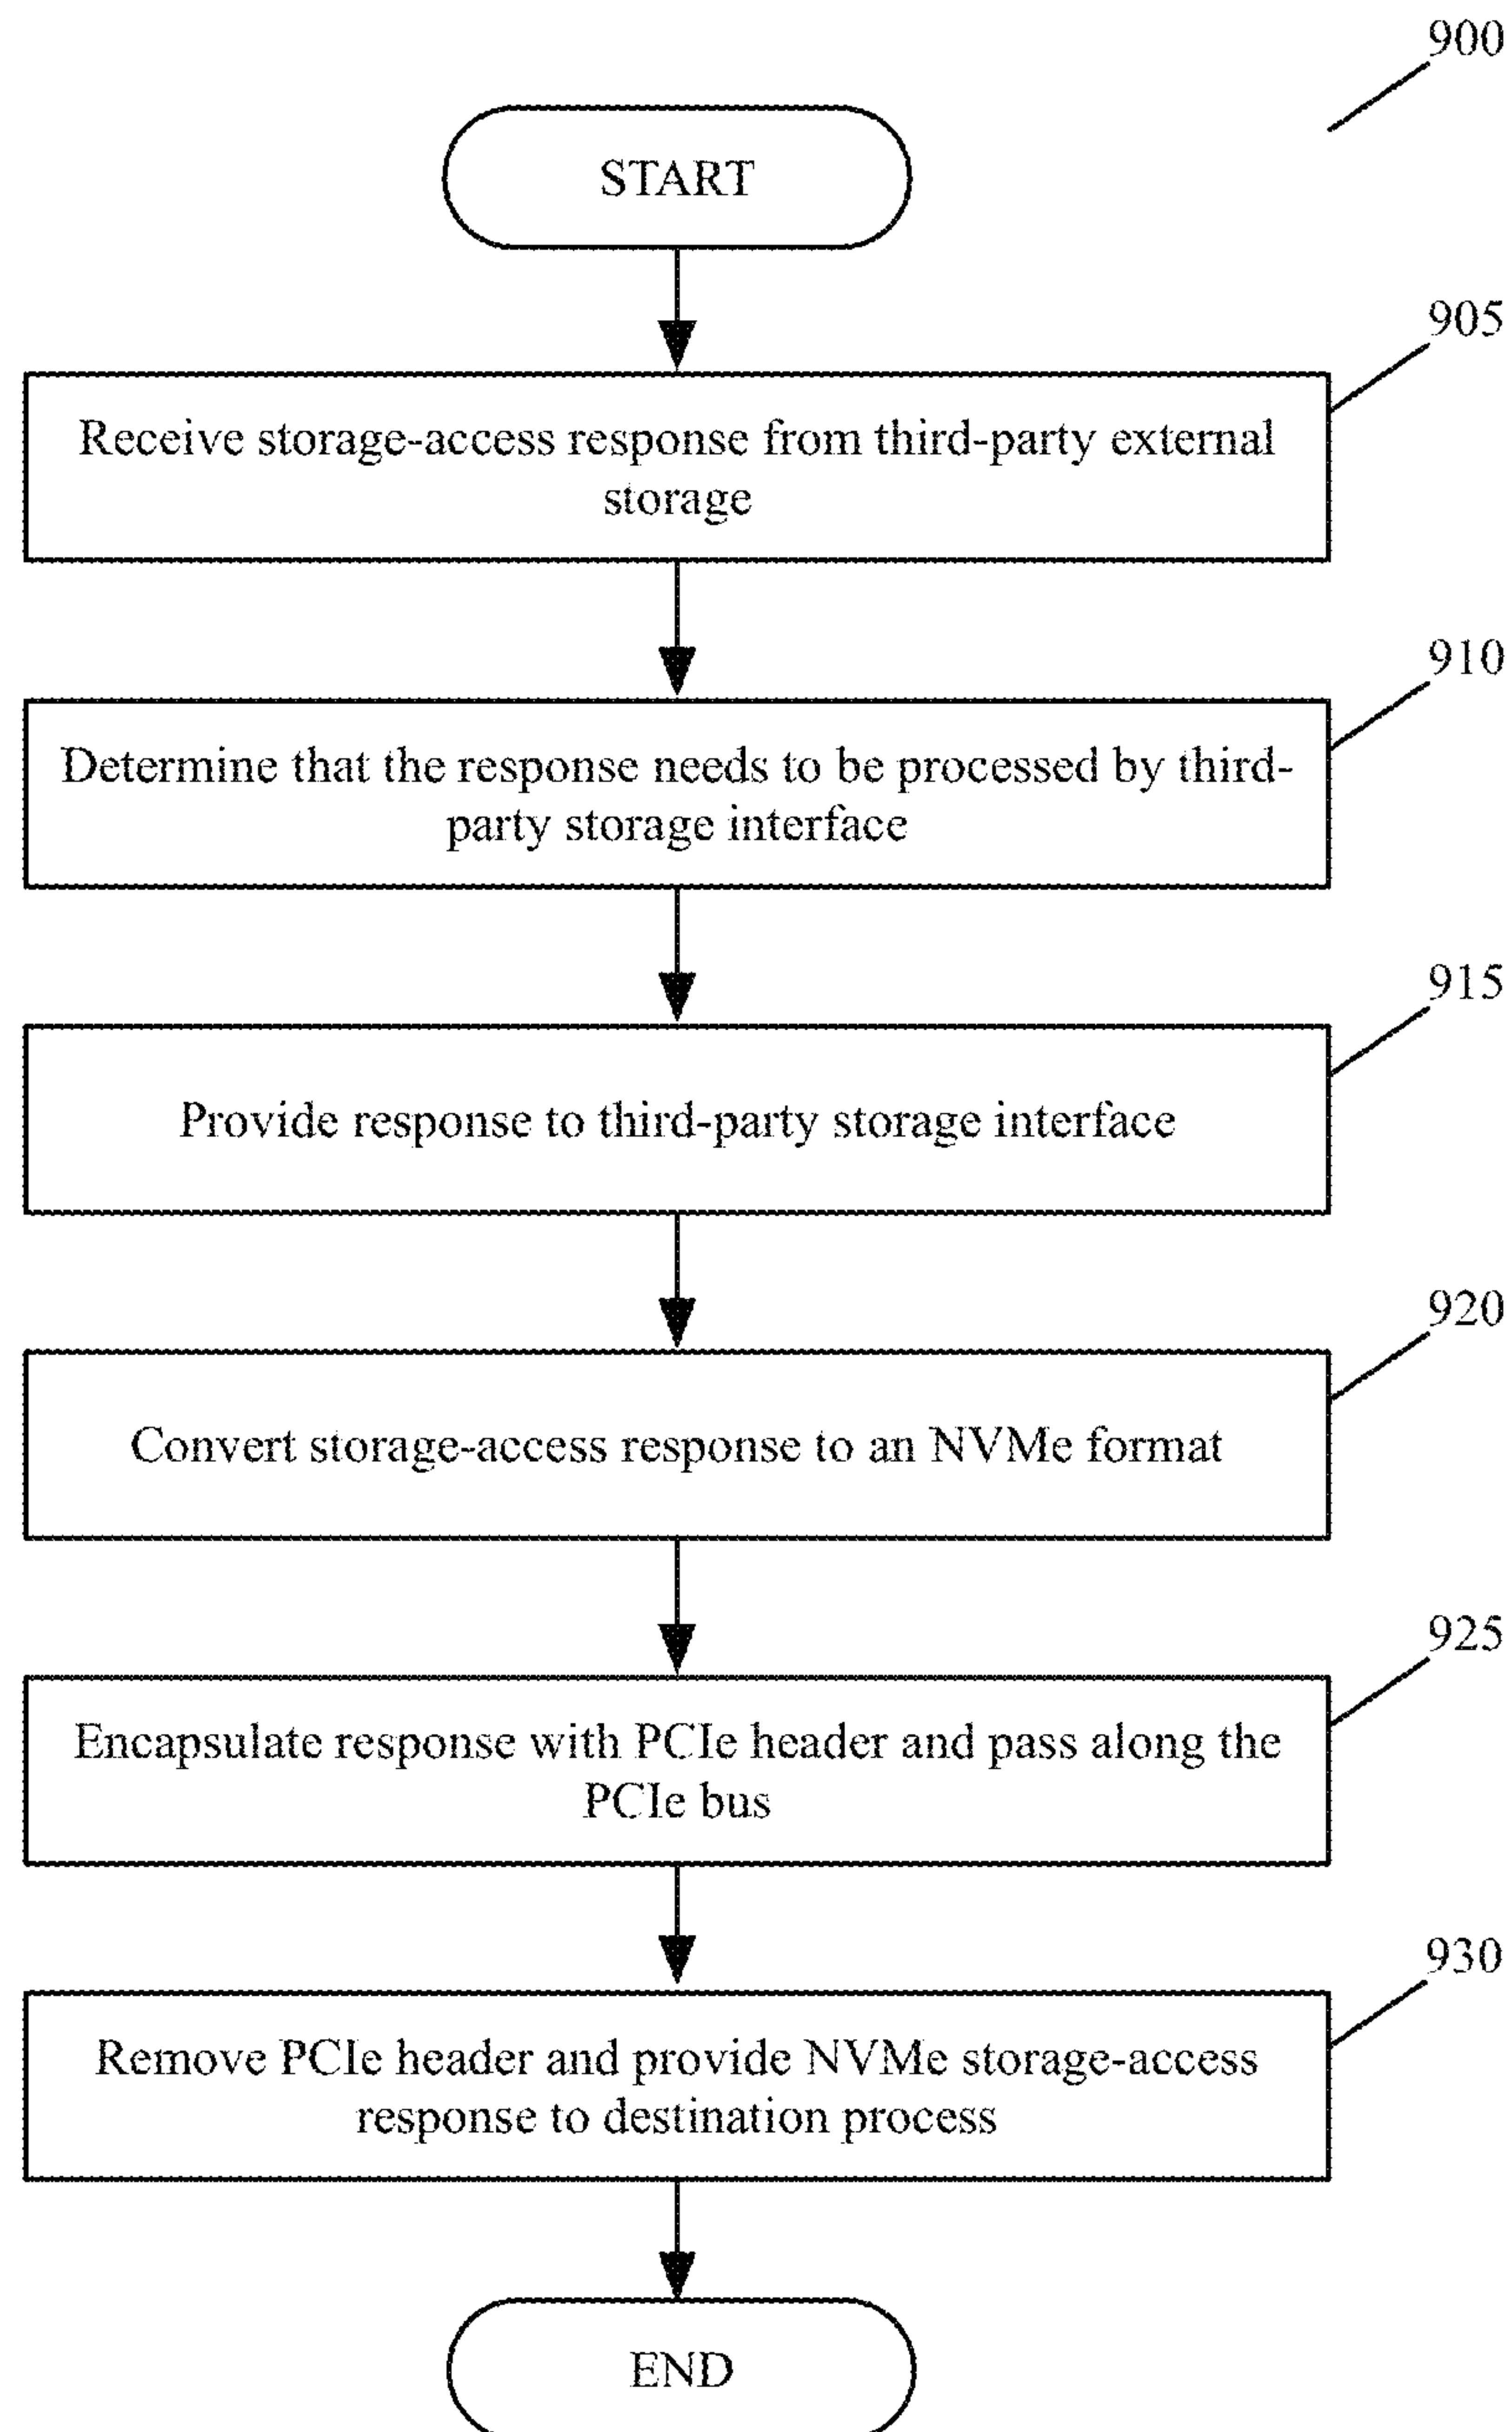 900
START
905
Receive storage-access response from third-party external
storage
910
Determine that the response needs to be processed by third-
party storage interface
915
Provide response to third-party storage interface
920
Convert storage-access response to an NVMe format
925
Encapsulate response with PCIe header and pass along the
PCIe bus
930
Remove PCIe header and provide NVMe storage-access
response to destination process
END